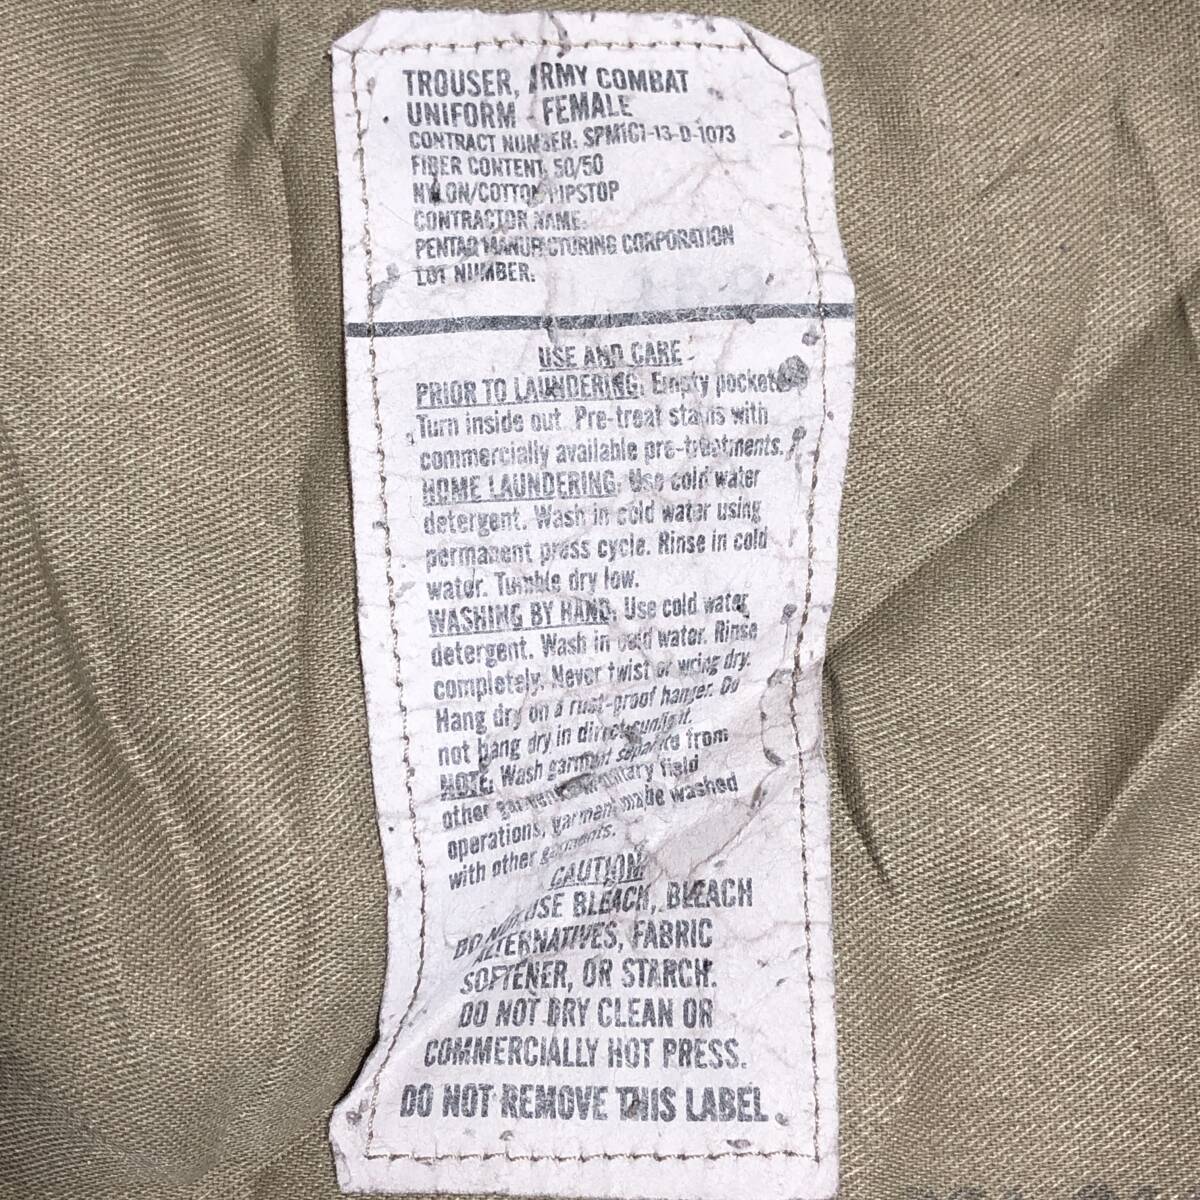 TROUSER, ARMY COMBAT
UNIFORM - FEMALE
CONTRACT NUMBER: SPM1C1-13-D-1073
FIBER CONTENT: 50/50
NYLON/COTTON RIPSTOP
CONTRACTOR NAME:
PENTAQ MANUFACTURING CORPORATION
LOT NUMBER:
USE AND CARE
PRIOR TO LAUNDERING: Empty pockets.
Turn inside out. Pre-treat stains with
commercially available pre-treatments.
HOME LAUNDERING: Use cold water
detergent. Wash in cold water using
permanent press cycle. Rinse in cold
water. Tumble dry low.
WASHING BY HAND: Use cold water
detergent. Wash in cold water. Rinse
completely. Never twist or wring dry.
Hang dry on a rust-proof hanger. Do
not hang dry in direct sunlight.
NOTE: Wash garment separate from
other garments. In military field
operations, garment may be washed
with other garments.
CAUTION:
DO NOT USE BLEACH, BLEACH
ALTERNATIVES, FABRIC
SOFTENER, OR STARCH.
DO NOT DRY CLEAN OR
COMMERCIALLY HOT PRESS.
DO NOT REMOVE THIS LABEL